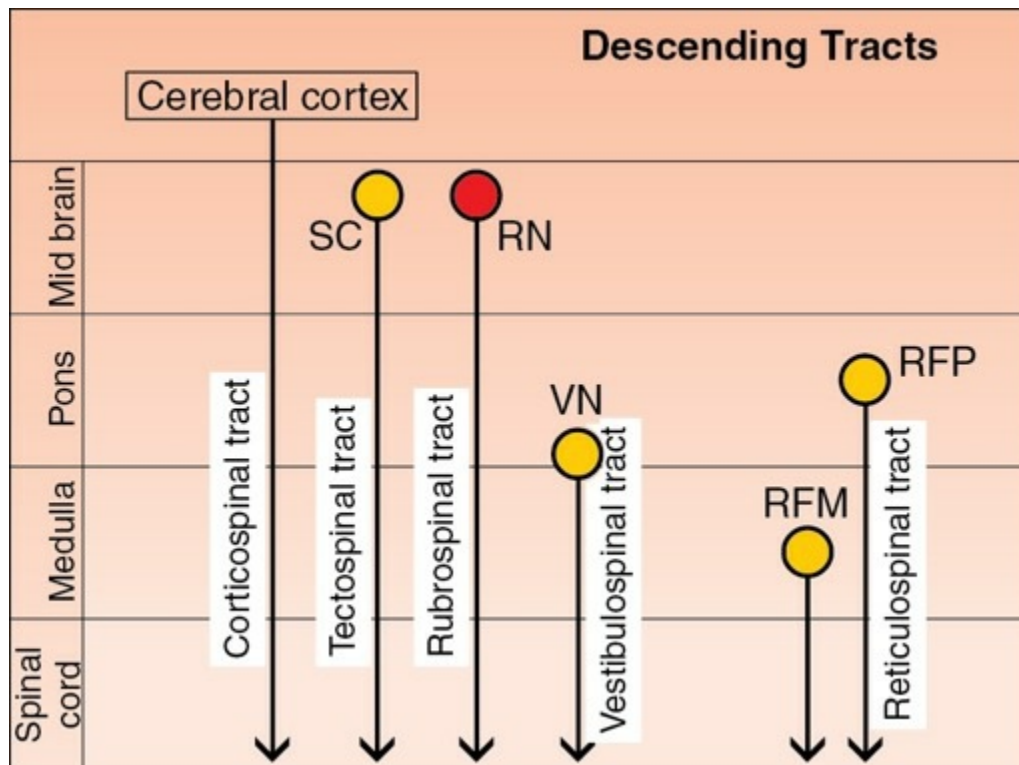 Descending Tracts
Cerebral cortex
Mid brain
SC
RN
Pons
RFP
VN
Medulla
RFM
Corticospinal tract
Tectospinal tract
Rubrospinal tract
Vestibulospinal tract
Reticulospinal tract
Spinal
cord